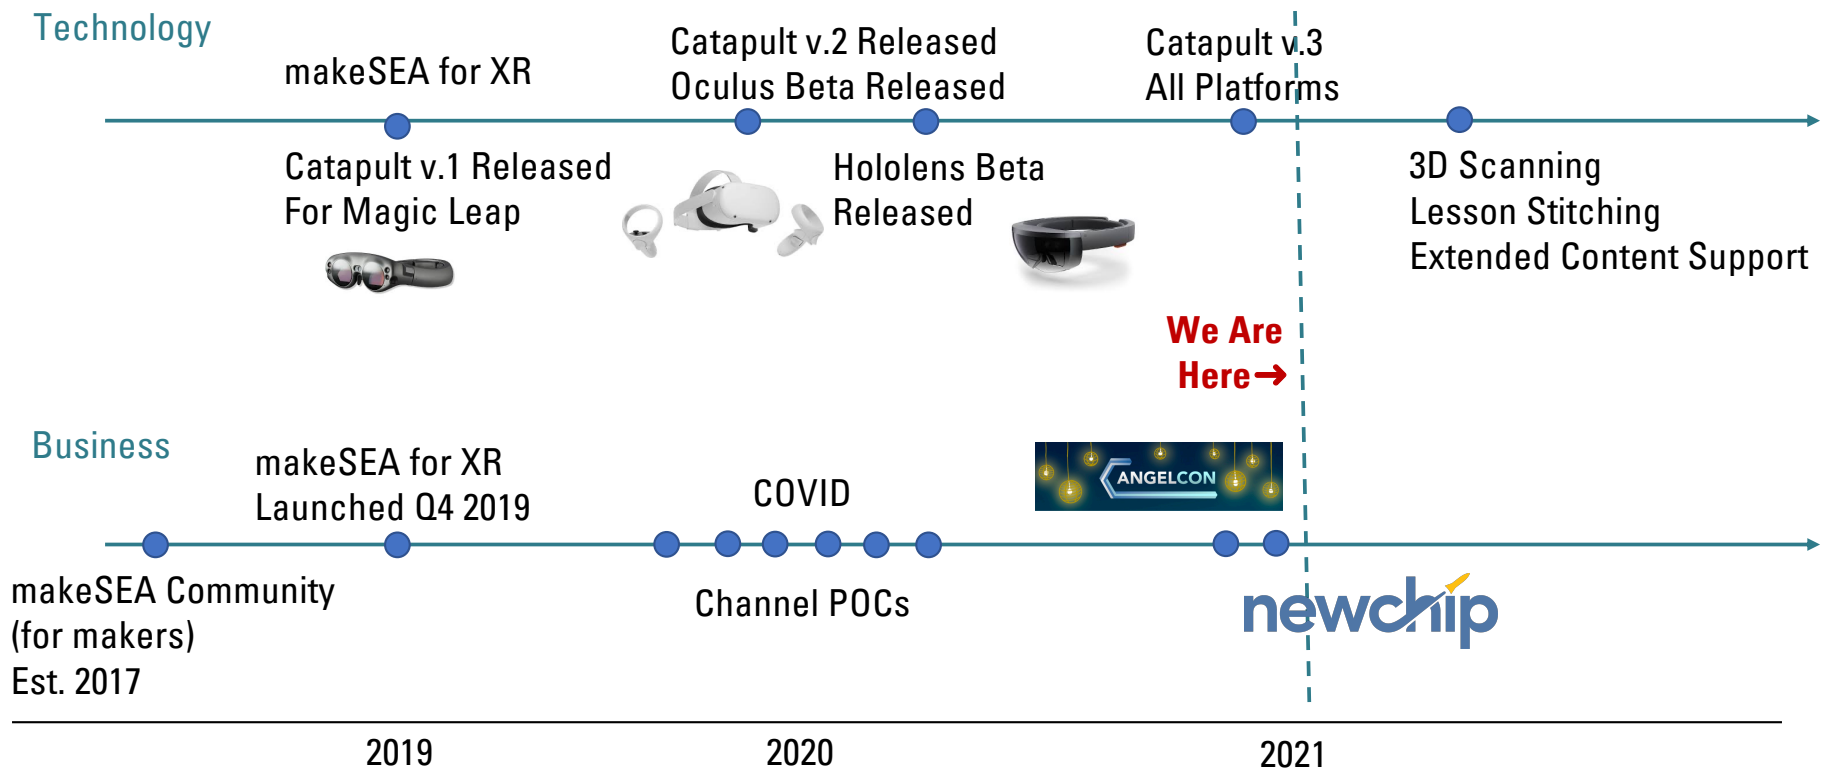 Technology
makeSEA for XR
Catapult v.2 Released
Oculus Beta Released
Catapult v.3
All Platforms
Catapult v.1 Released
For Magic Leap
Hololens Beta
Released
3D Scanning
Lesson Stitching
Extended Content Support
We Are
Here➔
Business
makeSEA for XR
Launched Q4 2019
COVID
ANGELCON
makeSEA Community
(for makers)
Est. 2017
Channel POCs
newchip
2019
2020
2021